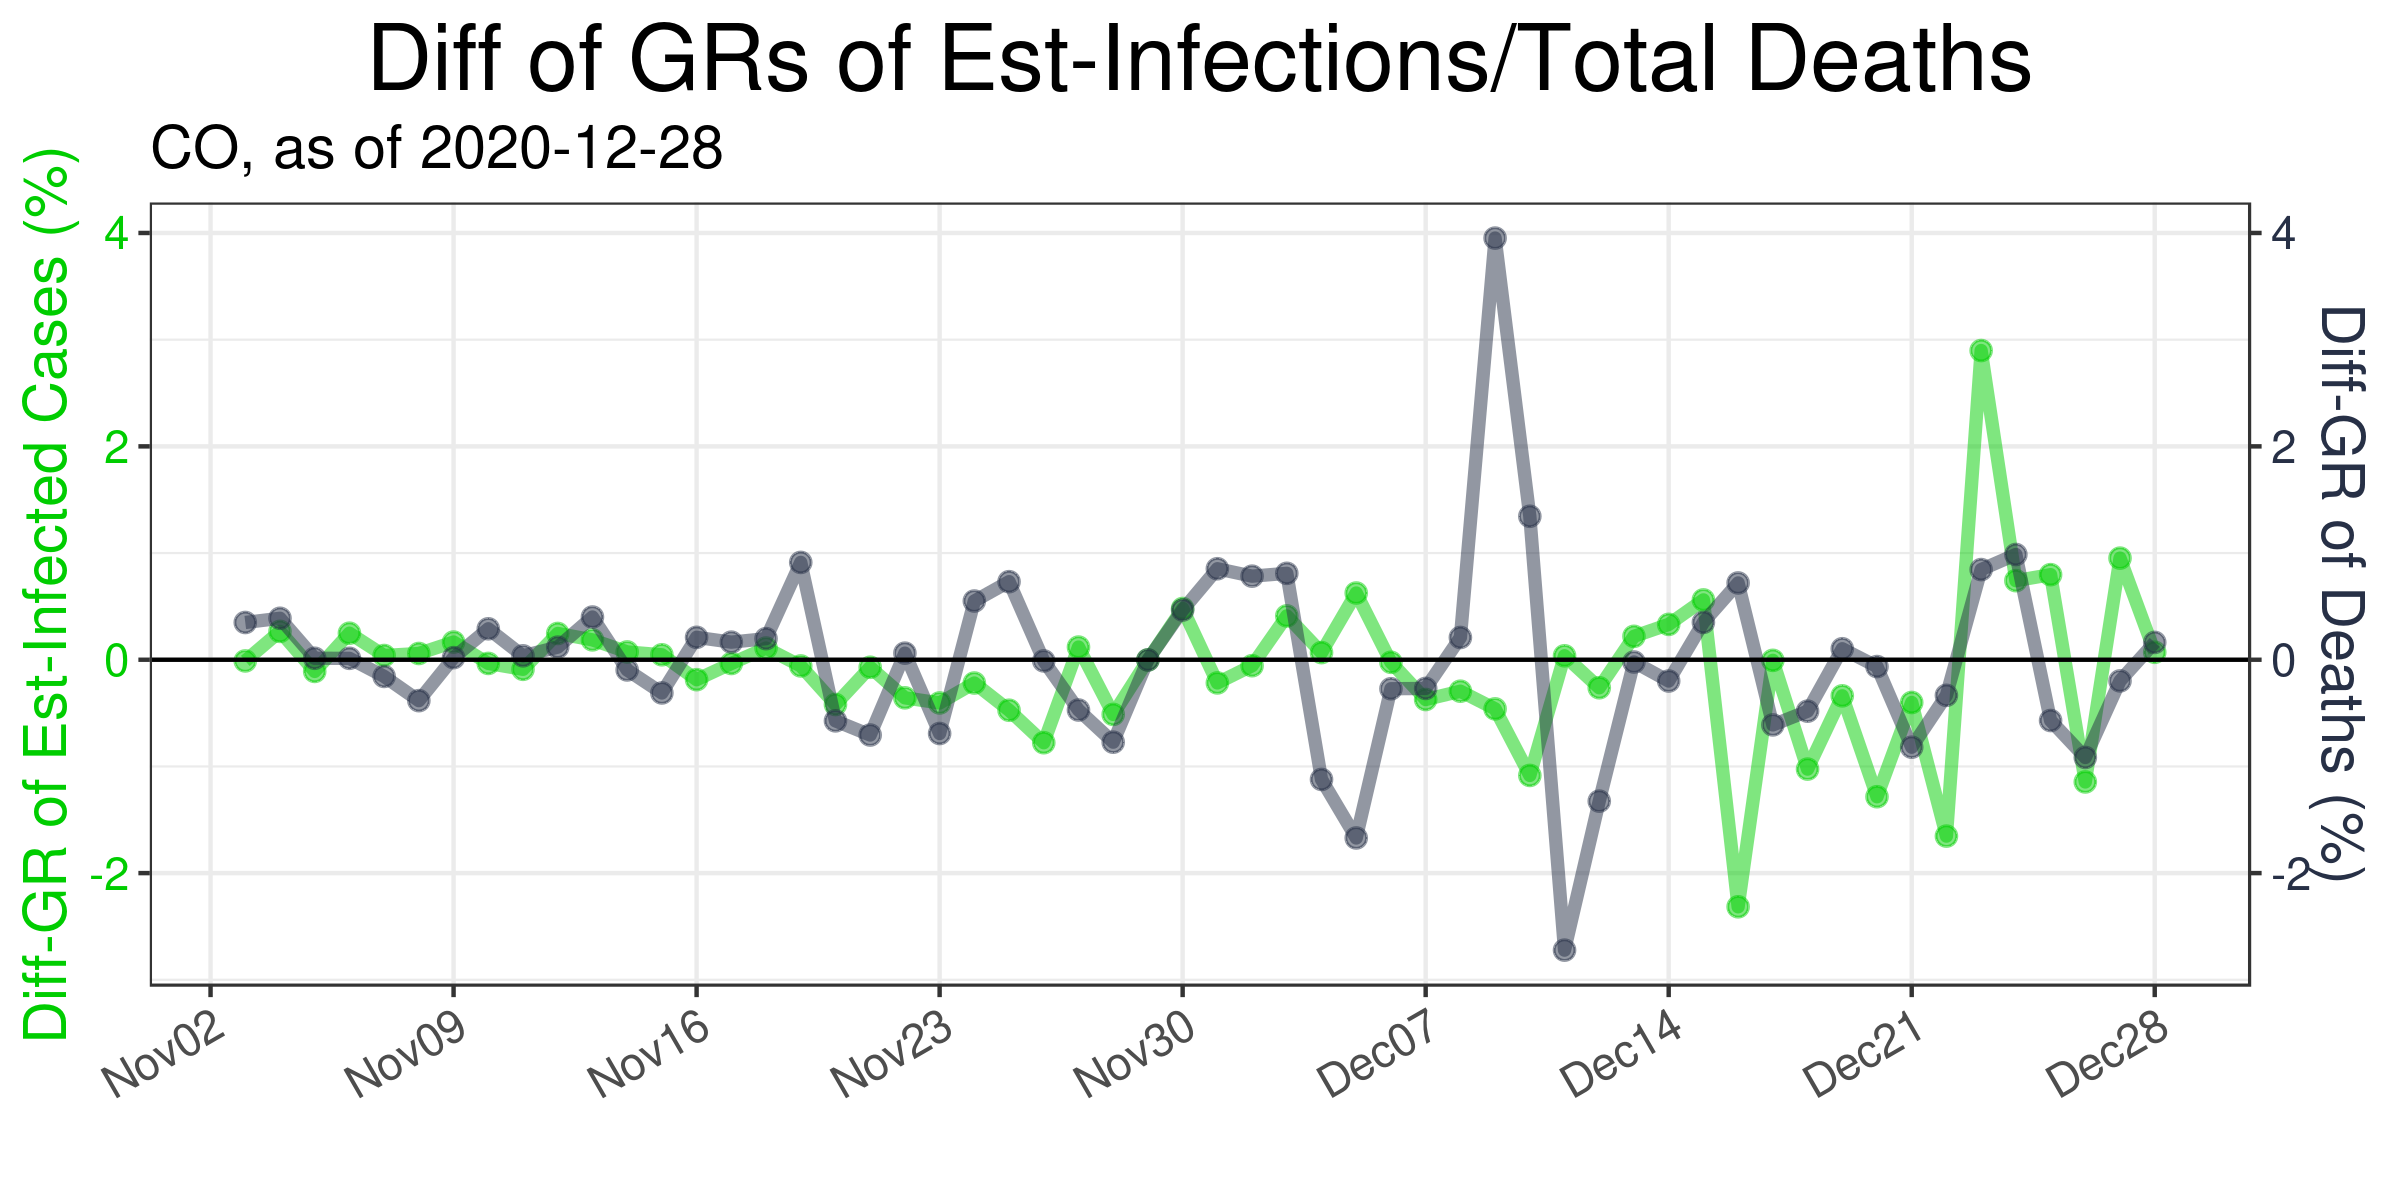 Diff of GRs of Est-Infections/Total Deaths
CO, as of 2020-12-28
Diff-GR of Est-Infected Cases (%)
4
2
0
-2
4
2
0
-2
Diff-GR of Deaths (%)
Nov02
Nov09
Nov16
Nov23
Nov30
Dec07
Dec14
Dec21
Dec28